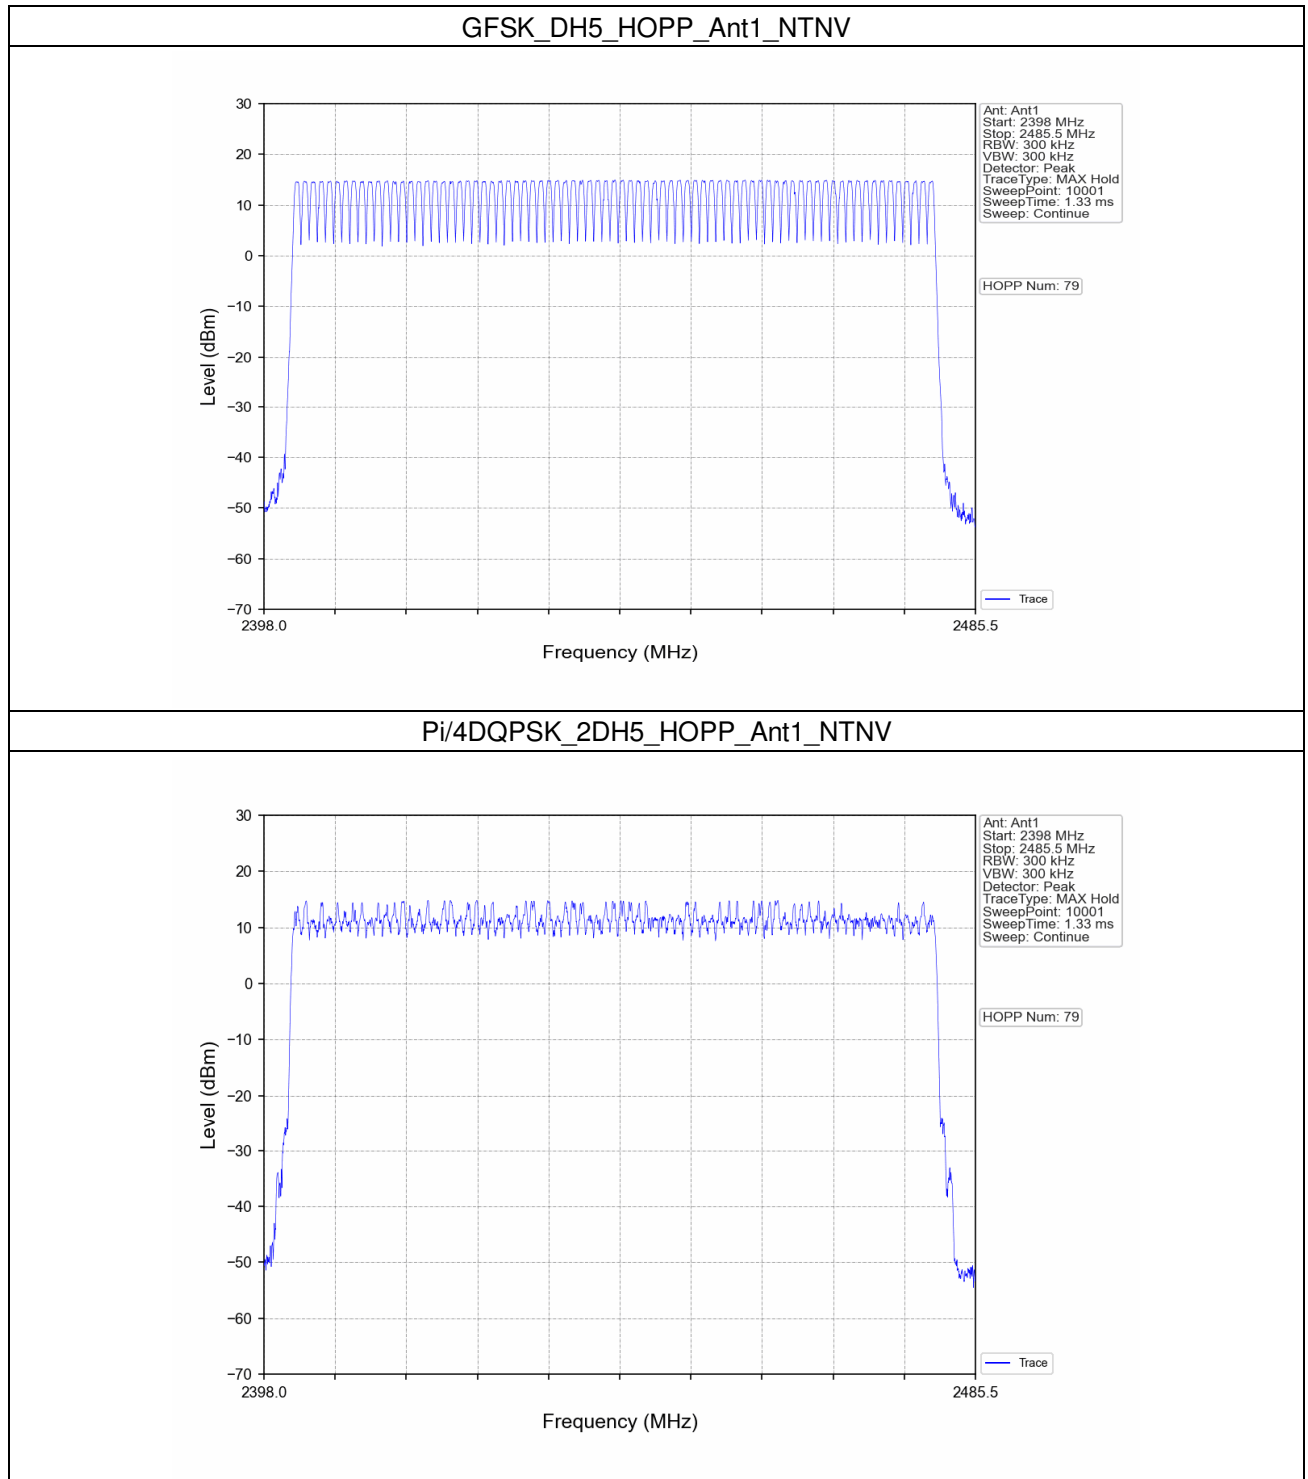 GFSK_DH5_HOPP_Ant1_NTNV
30
20
10
0
−10
−20
−30
−40
−50
−60
−70
Level (dBm)
2398.0
2485.5
Frequency (MHz)
Ant: Ant1
Start: 2398 MHz
Stop: 2485.5 MHz
RBW: 300 kHz
VBW: 300 kHz
Detector: Peak
TraceType: MAX Hold
SweepPoint: 10001
SweepTime: 1.33 ms
Sweep: Continue
HOPP Num: 79
Trace
Pi/4DQPSK_2DH5_HOPP_Ant1_NTNV
30
20
10
0
−10
−20
−30
−40
−50
−60
−70
Level (dBm)
2398.0
2485.5
Frequency (MHz)
Ant: Ant1
Start: 2398 MHz
Stop: 2485.5 MHz
RBW: 300 kHz
VBW: 300 kHz
Detector: Peak
TraceType: MAX Hold
SweepPoint: 10001
SweepTime: 1.33 ms
Sweep: Continue
HOPP Num: 79
Trace